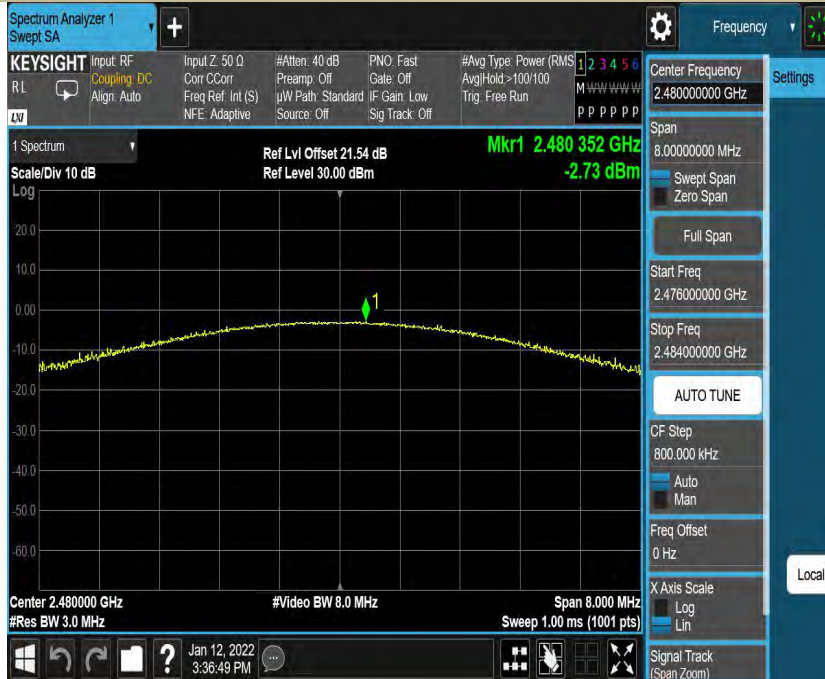 Spectrum Analyzer 1
Swept SA
+
Frequency
KEYSIGHT
R L
LXI
Input: RF
Coupling: DC
Align: Auto
Input Z: 50 Ω
Corr CCorr
Freq Ref: Int (S)
NFE: Adaptive
#Atten: 40 dB
Preamp: Off
µW Path: Standard
Source: Off
PNO: Fast
Gate: Off
IF Gain: Low
Sig Track: Off
#Avg Type: Power (RMS
Avg|Hold:>100/100
Trig: Free Run
1 2 3 4 5 6
M W W W W W
P P P P P P
1 Spectrum
Scale/Div 10 dB
Ref Lvl Offset 21.54 dB
Ref Level 30.00 dBm
Mkr1 2.480 352 GHz
-2.73 dBm
Log
20.0
10.0
0.00
-10.0
-20.0
-30.0
-40.0
-50.0
-60.0
1
Center 2.480000 GHz
#Res BW 3.0 MHz
#Video BW 8.0 MHz
Span 8.000 MHz
Sweep 1.00 ms (1001 pts)
?
Jan 12, 2022
3:36:49 PM
Center Frequency
2.480000000 GHz
Settings
Span
8.00000000 MHz
Swept Span
Zero Span
Full Span
Start Freq
2.476000000 GHz
Stop Freq
2.484000000 GHz
AUTO TUNE
CF Step
800.000 kHz
Auto
Man
Freq Offset
0 Hz
Local
X Axis Scale
Log
Lin
Signal Track
(Span Zoom)